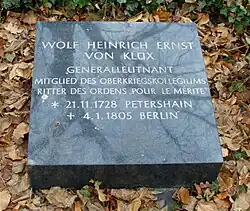 WOLF HEINRICH ERNST
VON KLÜX
GENERALLEUTNANT
MITGLIED DES OBERKRIEGSKOLLEGIUMS
RITTER DES ORDENS „POUR LE MÉRITE”
* 21.11.1728 PETERSHAIN
+ 4.1.1805 BERLIN